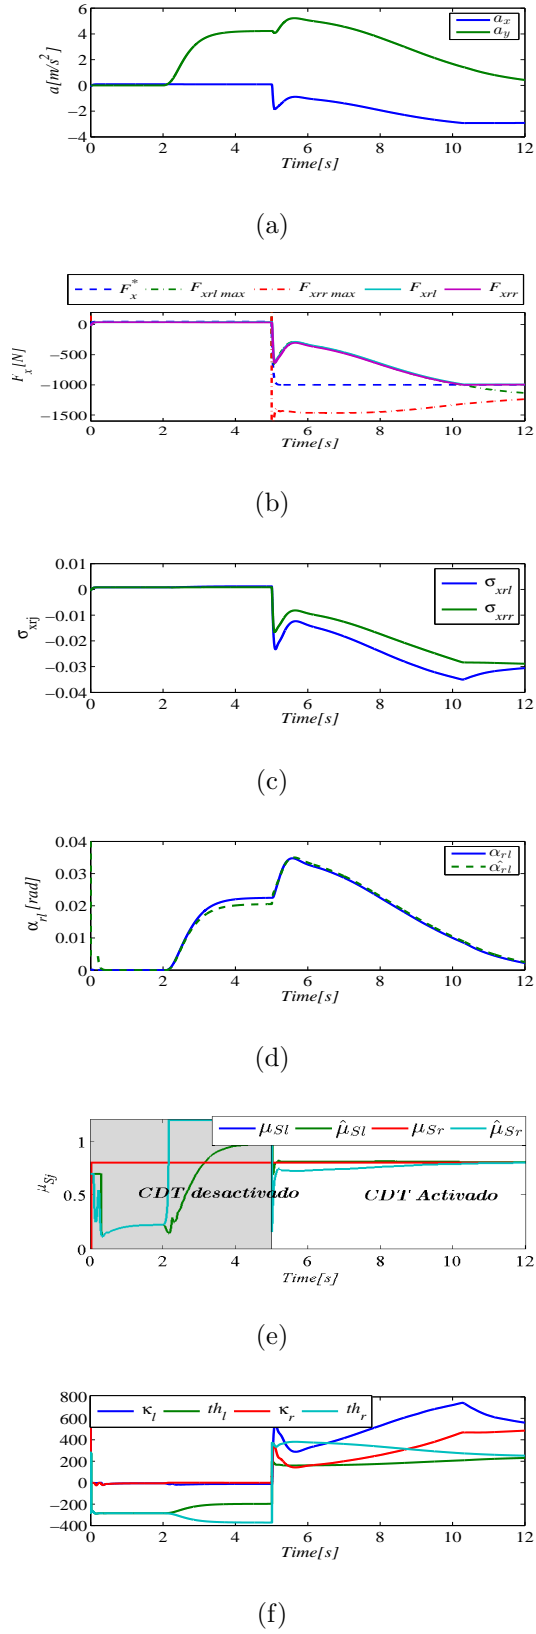 6
4
2
0
−2
−4
a[m/s²]
a_x
a_y
0 2 4 6 8 10 12
Time[s]
(a)
F_x^* F_xrl max F_xrr max F_xrl F_xrr
0
−500
−1000
−1500
F_x[N]
0 2 4 6 8 10 12
Time[s]
(b)
0.01
0
−0.01
−0.02
−0.03
−0.04
σ_xrj
σ_xrl
σ_xrr
0 2 4 6 8 10 12
Time[s]
(c)
0.04
0.03
0.02
0.01
0
α_rl[rad]
α_rl
α̂_rl
0 2 4 6 8 10 12
Time[s]
(d)
μ_Sl μ̂_Sl μ_Sr μ̂_Sr
1
0.5
0
μ_Sj
CDT desactivado
CDT Activado
0 2 4 6 8 10 12
Time[s]
(e)
800
600
400
200
0
−200
−400
κ_l th_l κ_r th_r
0 2 4 6 8 10 12
Time[s]
(f)